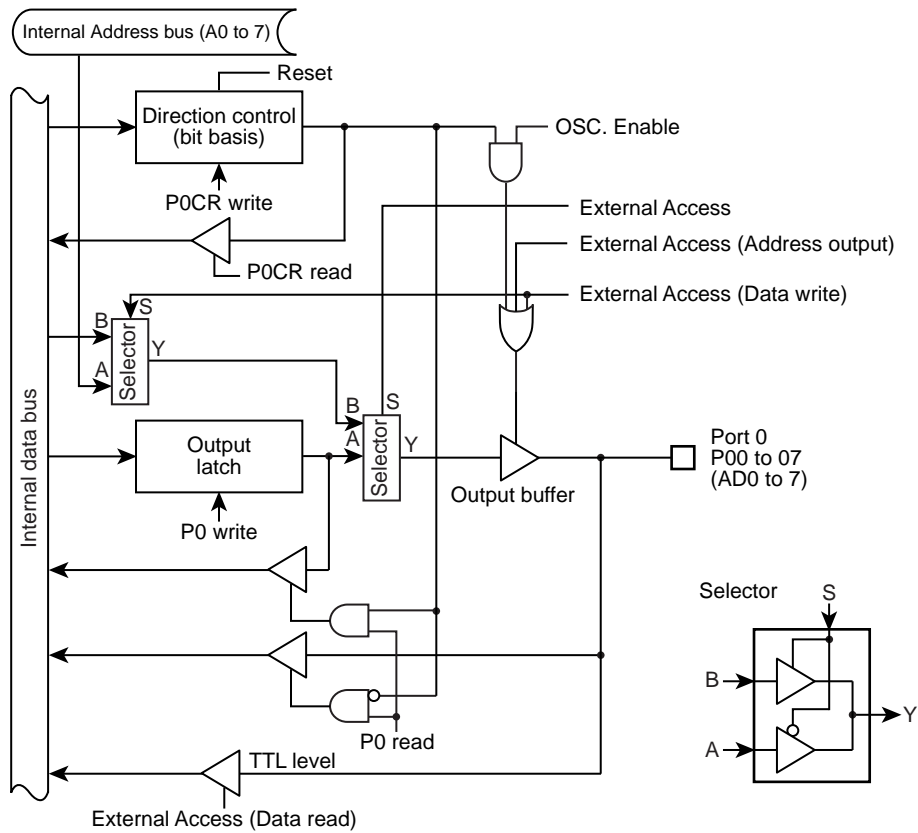 Internal Address bus (A0 to 7)
Reset
Direction control
(bit basis)
OSC. Enable
P0CR write
External Access
External Access (Address output)
P0CR read
External Access (Data write)
S
B
Selector
Y
A
Internal data bus
B
S
A
Selector
Y
Output
latch
Output buffer
Port 0
P00 to 07
(AD0 to 7)
P0 write
Selector
S
B
Y
A
P0 read
TTL level
External Access (Data read)